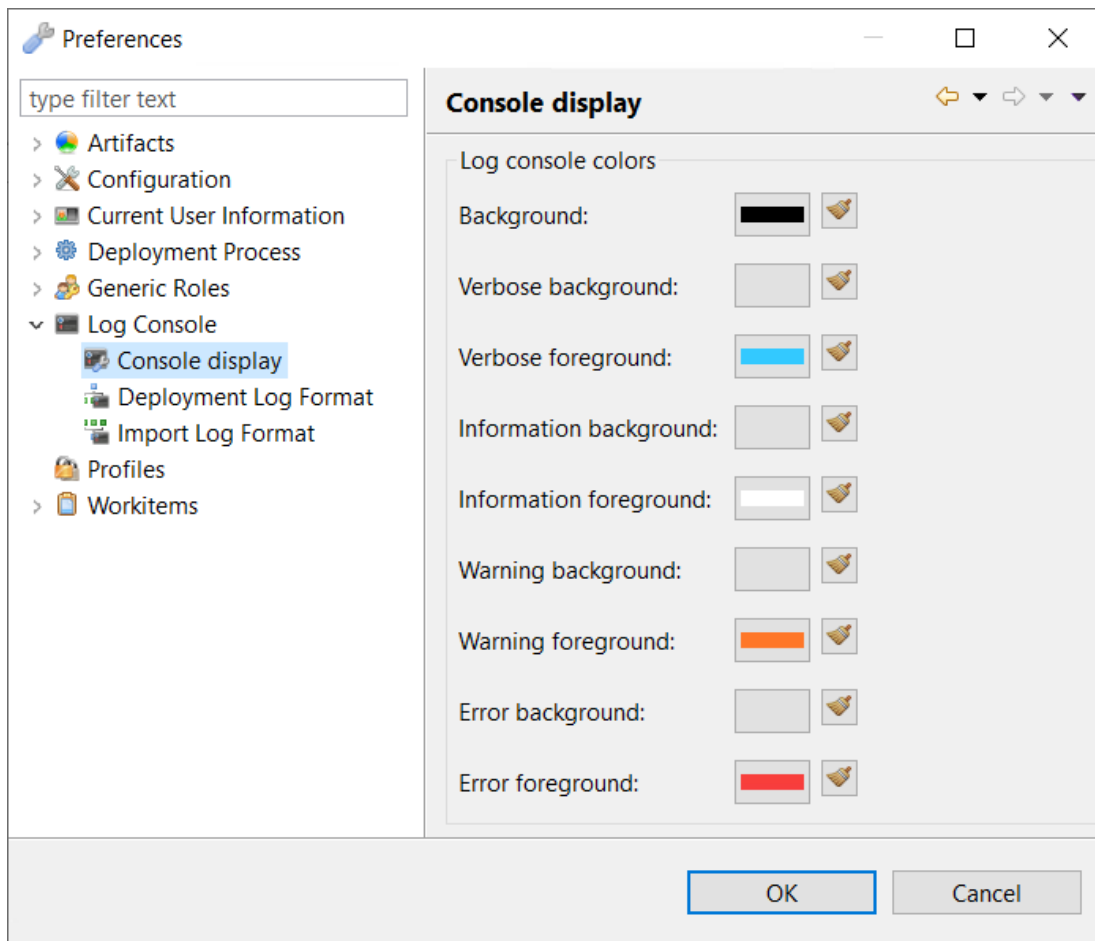 Preferences
type filter text
Artifacts
Configuration
Current User Information
Deployment Process
Generic Roles
Log Console
Console display
Deployment Log Format
Import Log Format
Profiles
Workitems
Console display
Log console colors
Background:
Verbose background:
Verbose foreground:
Information background:
Information foreground:
Warning background:
Warning foreground:
Error background:
Error foreground:
OK
Cancel